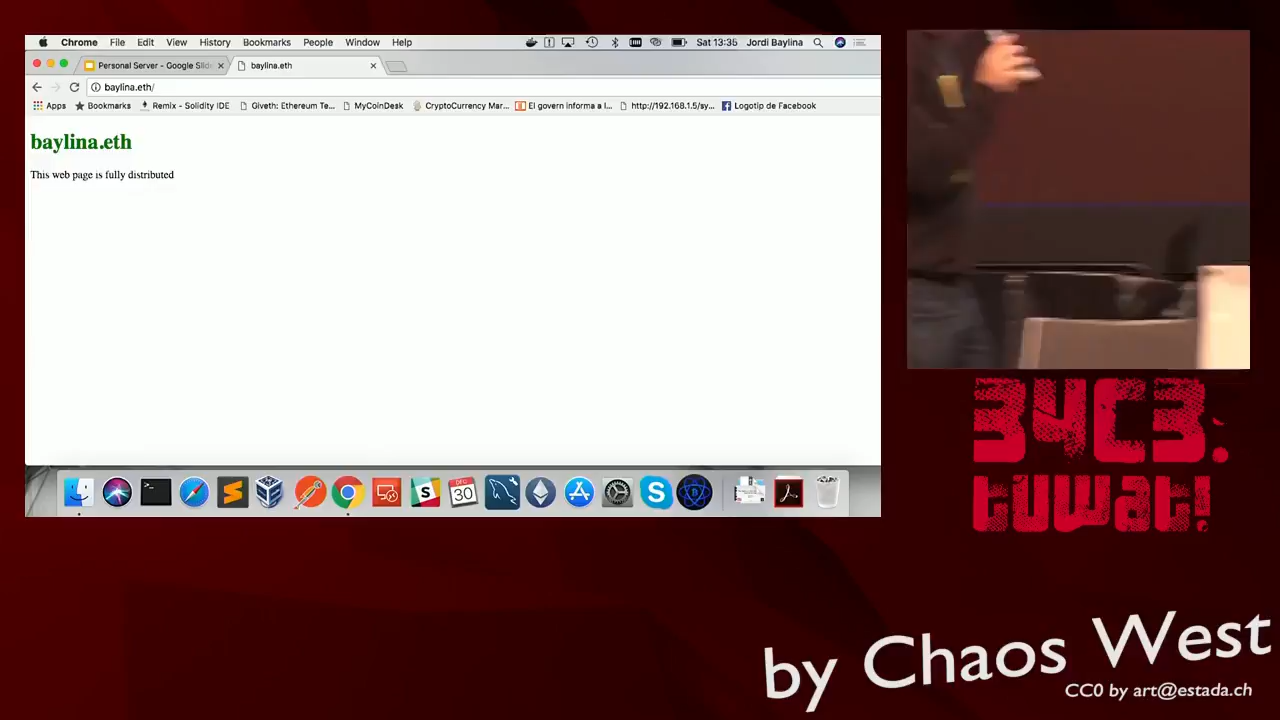 Chrome File Edit View History Bookmarks People Window Help Sat 13:35 Jordi Baylina
Personal Server - Google Slide
baylina.eth
baylina.eth/
Apps Bookmarks Remix - Solidity IDE Giveth: Ethereum Te... MyCoinDesk CryptoCurrency Mar... El govern informa a l... http://192.168.1.5/sy... Logotip de Facebook
baylina.eth
This web page is fully distributed
DEC
30
34C3:
tuwat!
by Chaos West
CC0 by art@estada.ch